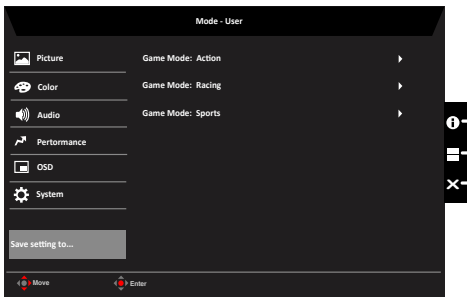 Mode - User
Picture
Game Mode: Action
Color
Game Mode: Racing
Audio
Game Mode: Sports
Pertormance
OSD
System
Save setting to...
Move
Enter